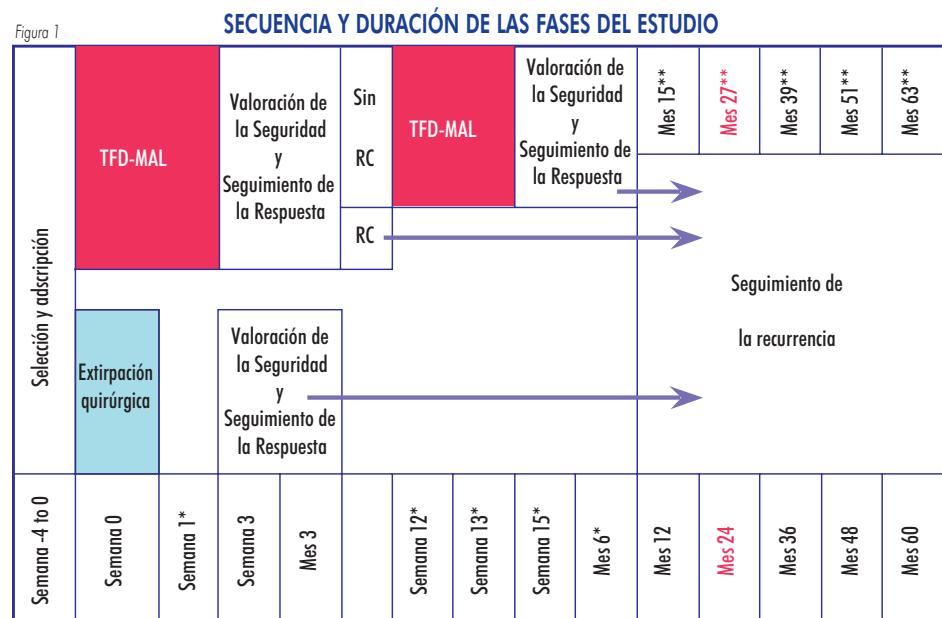 Figura 1
SECUENCIA Y DURACIÓN DE LAS FASES DEL ESTUDIO
Selección y adscripción
TFD-MAL
Valoración de
la Seguridad
y
Seguimiento de
la Respuesta
Sin
RC
RC
TFD-MAL
Valoración de
la Seguridad
y
Seguimiento de
la Respuesta
Mes 15**
Mes 27**
Mes 39**
Mes 51**
Mes 63**
Extirpación
quirúrgica
Valoración de
la Seguridad
y
Seguimiento de
la Respuesta
Seguimiento de
la recurrencia
Semana -4 to 0
Semana 0
Semana 1*
Semana 3
Mes 3
Semana 12*
Semana 13*
Semana 15*
Mes 6*
Mes 12
Mes 24
Mes 36
Mes 48
Mes 60